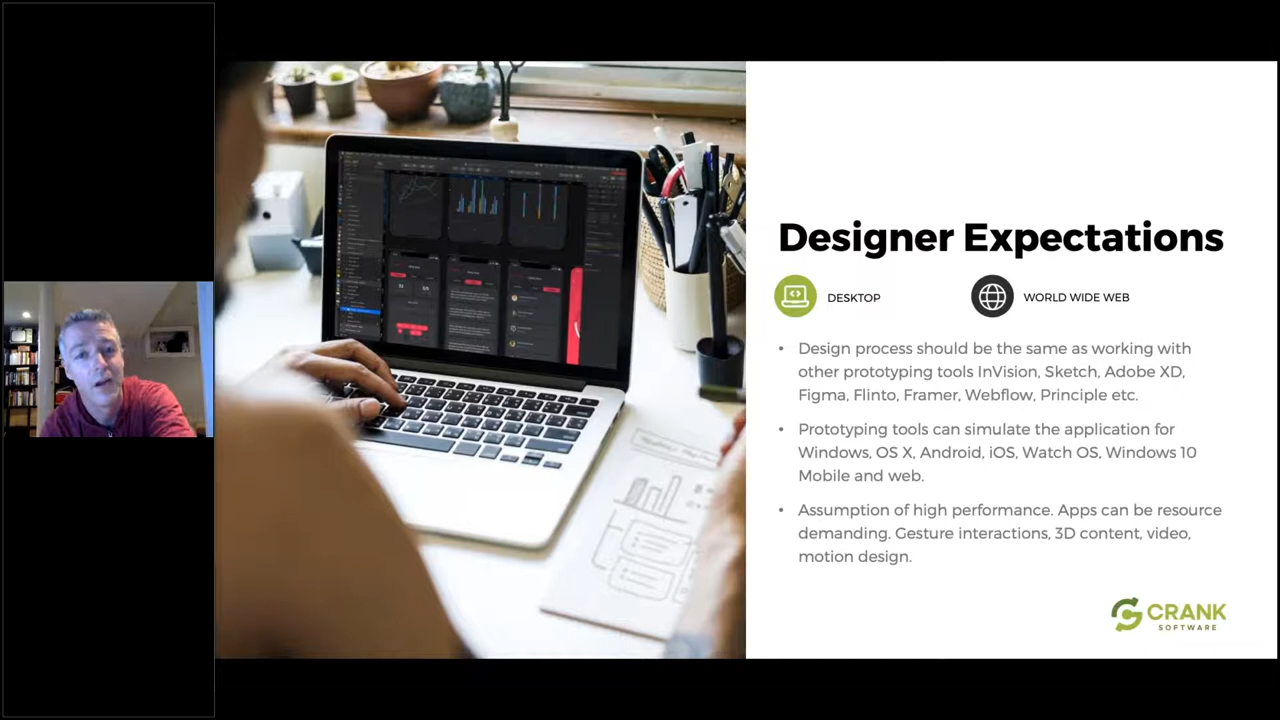 Designer Expectations
DESKTOP
WORLD WIDE WEB
• Design process should be the same as working with
other prototyping tools InVision, Sketch, Adobe XD,
Figma, Flinto, Framer, Webflow, Principle etc.
• Prototyping tools can simulate the application for
Windows, OS X, Android, iOS, Watch OS, Windows 10
Mobile and web.
• Assumption of high performance. Apps can be resource
demanding. Gesture interactions, 3D content, video,
motion design.
CRANK
SOFTWARE